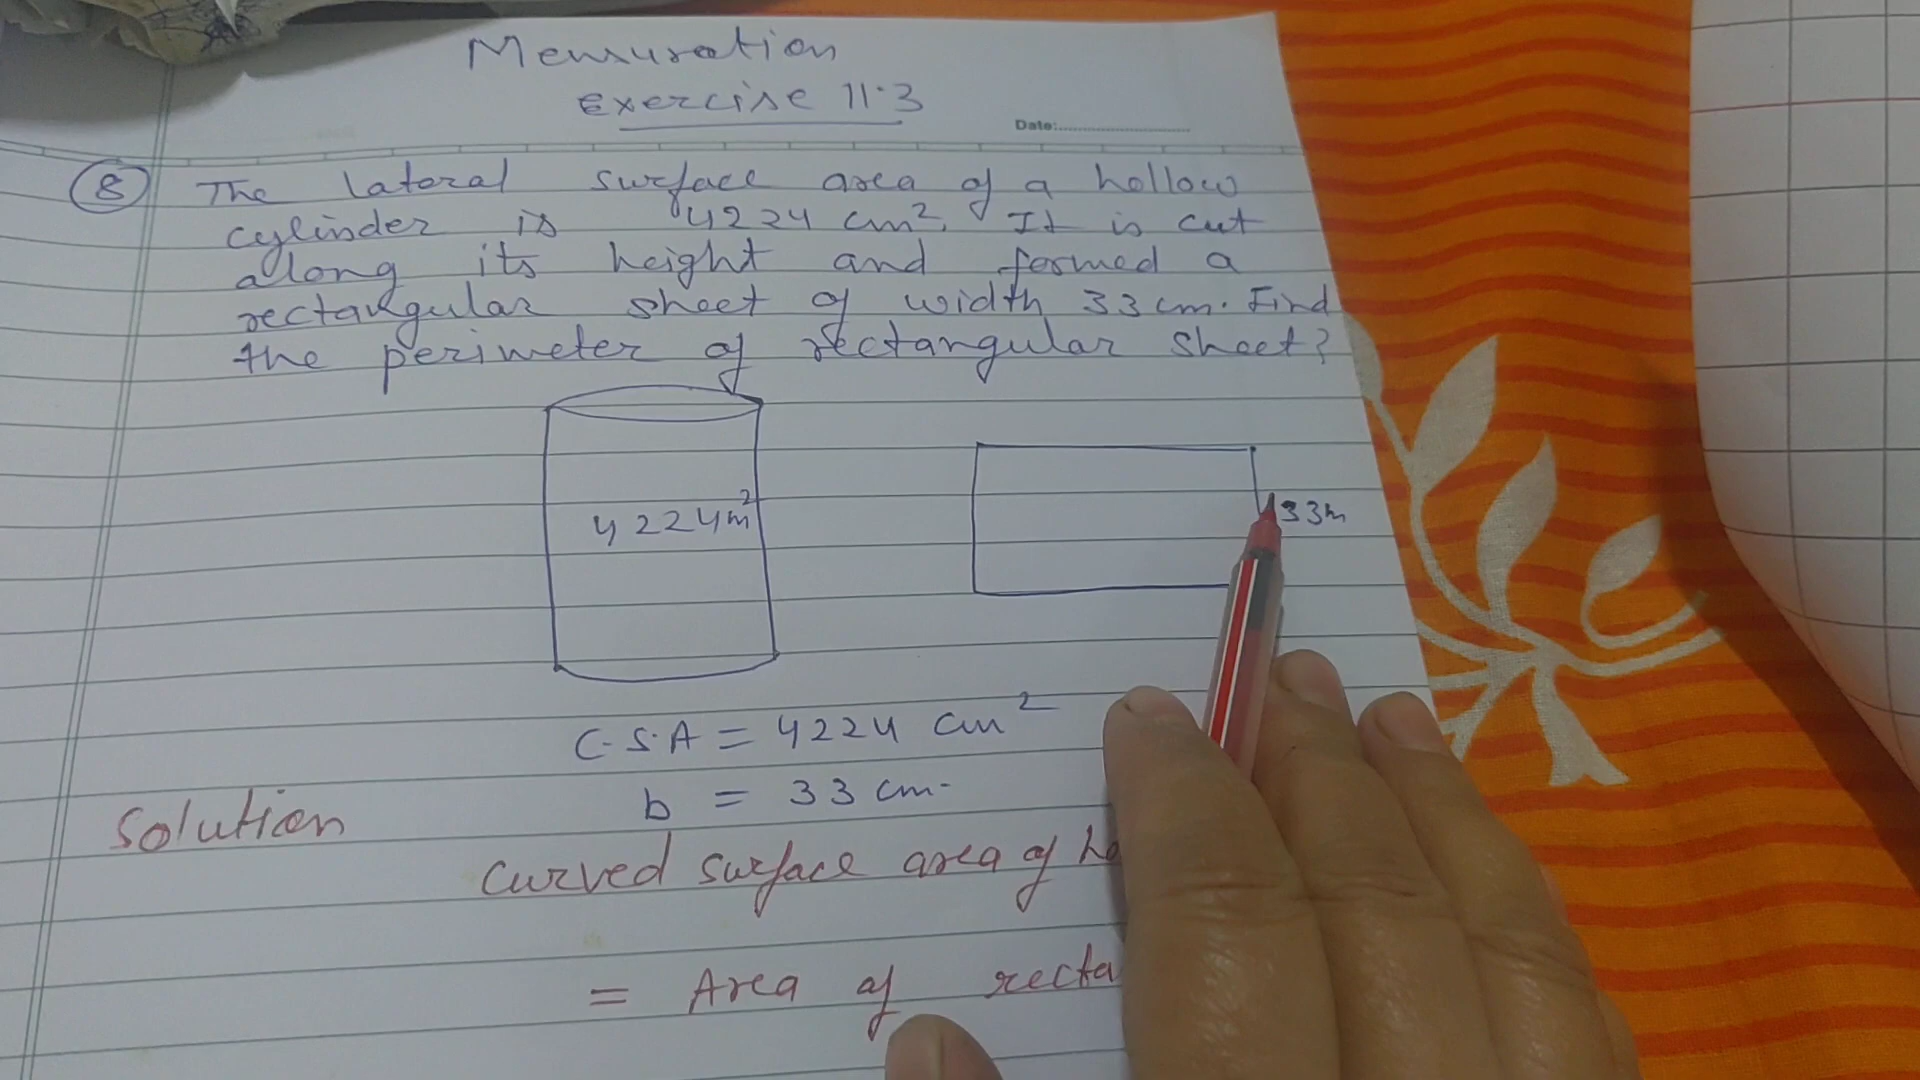 Mensuration
Exercise 11.3
Date:
8 The lateral surface area of a hollow
cylinder is 4224 cm². It is cut
along its height and formed a
rectangular sheet of width 33 cm. Find
the perimeter of rectangular sheet?
4224m²
33m
C.S.A = 4224 cm²
b = 33 cm.
Solution
Curved surface area of
= Area of